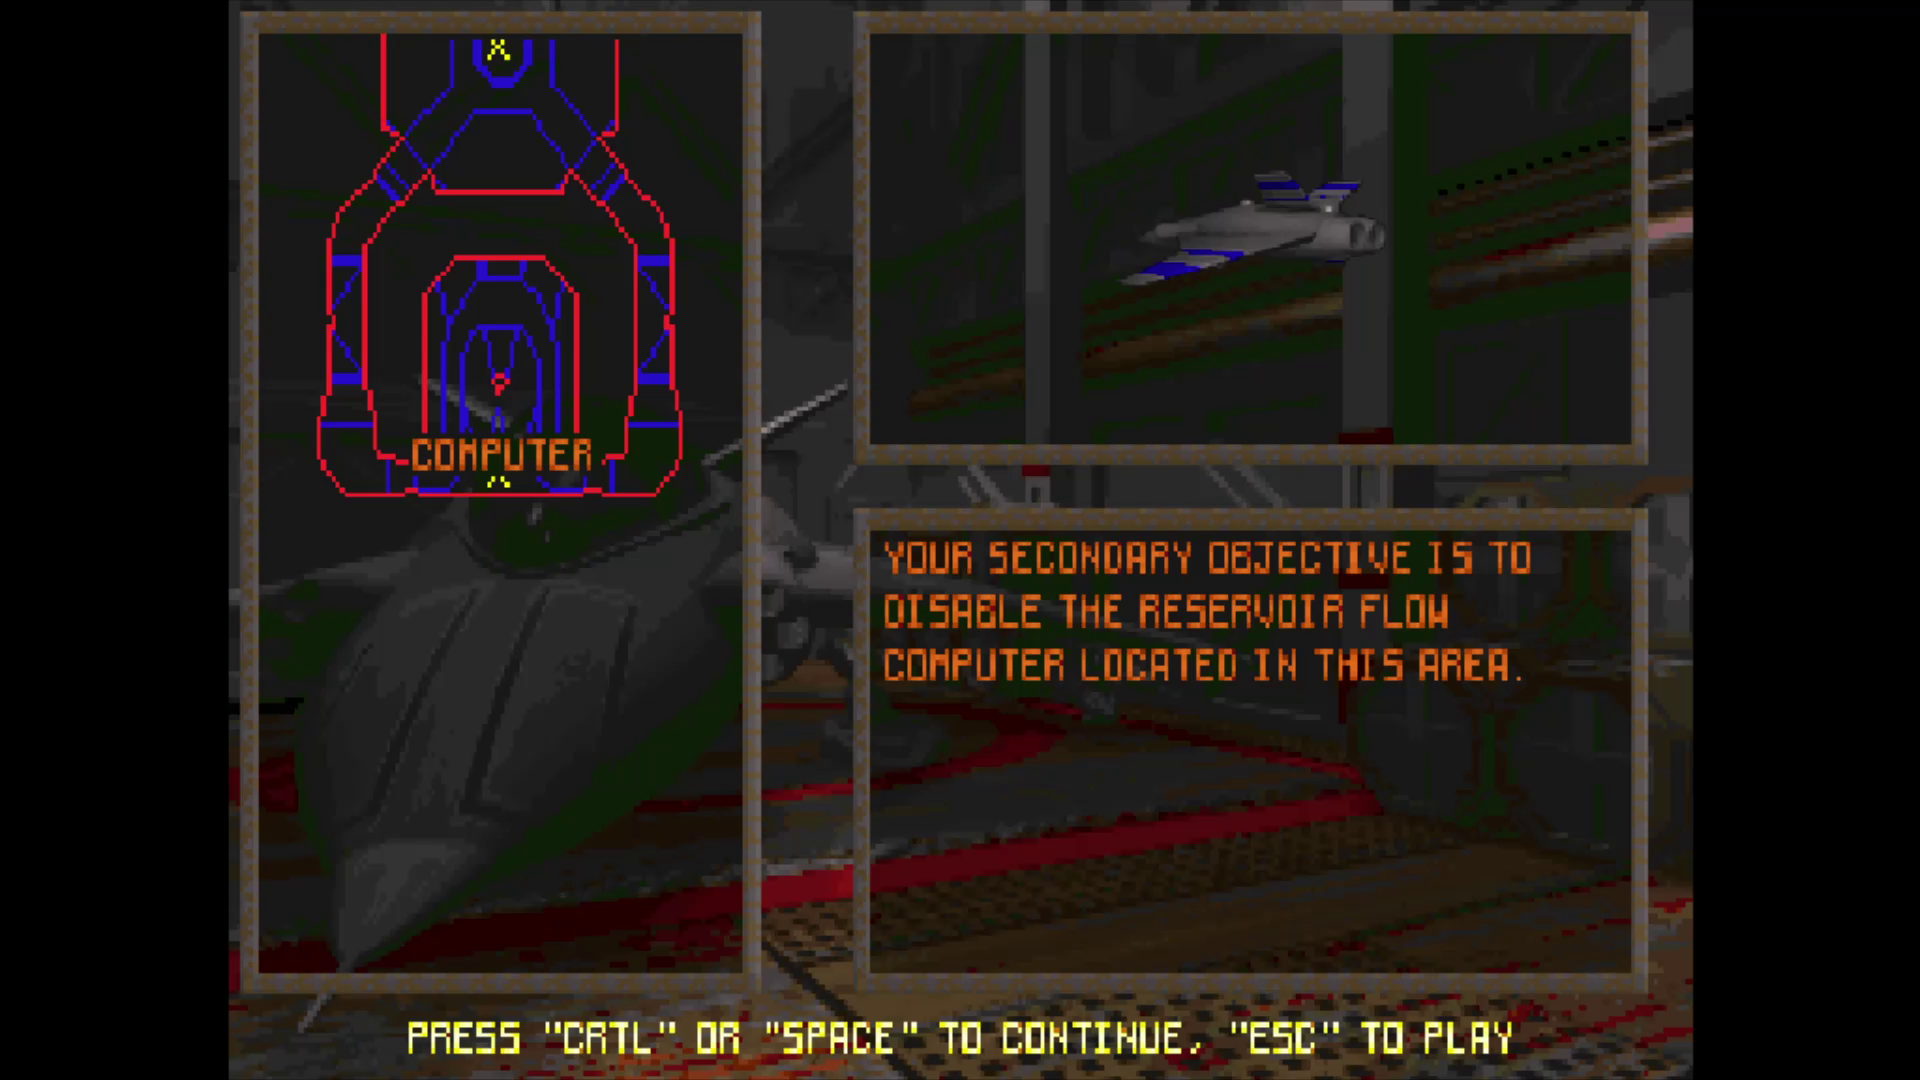 X
COMPUTER
YOUR SECONDARY OBJECTIVE IS TO
DISABLE THE RESERVOIR FLOW
COMPUTER LOCATED IN THIS AREA.
PRESS "CRTL" OR "SPACE" TO CONTINUE, "ESC" TO PLAY